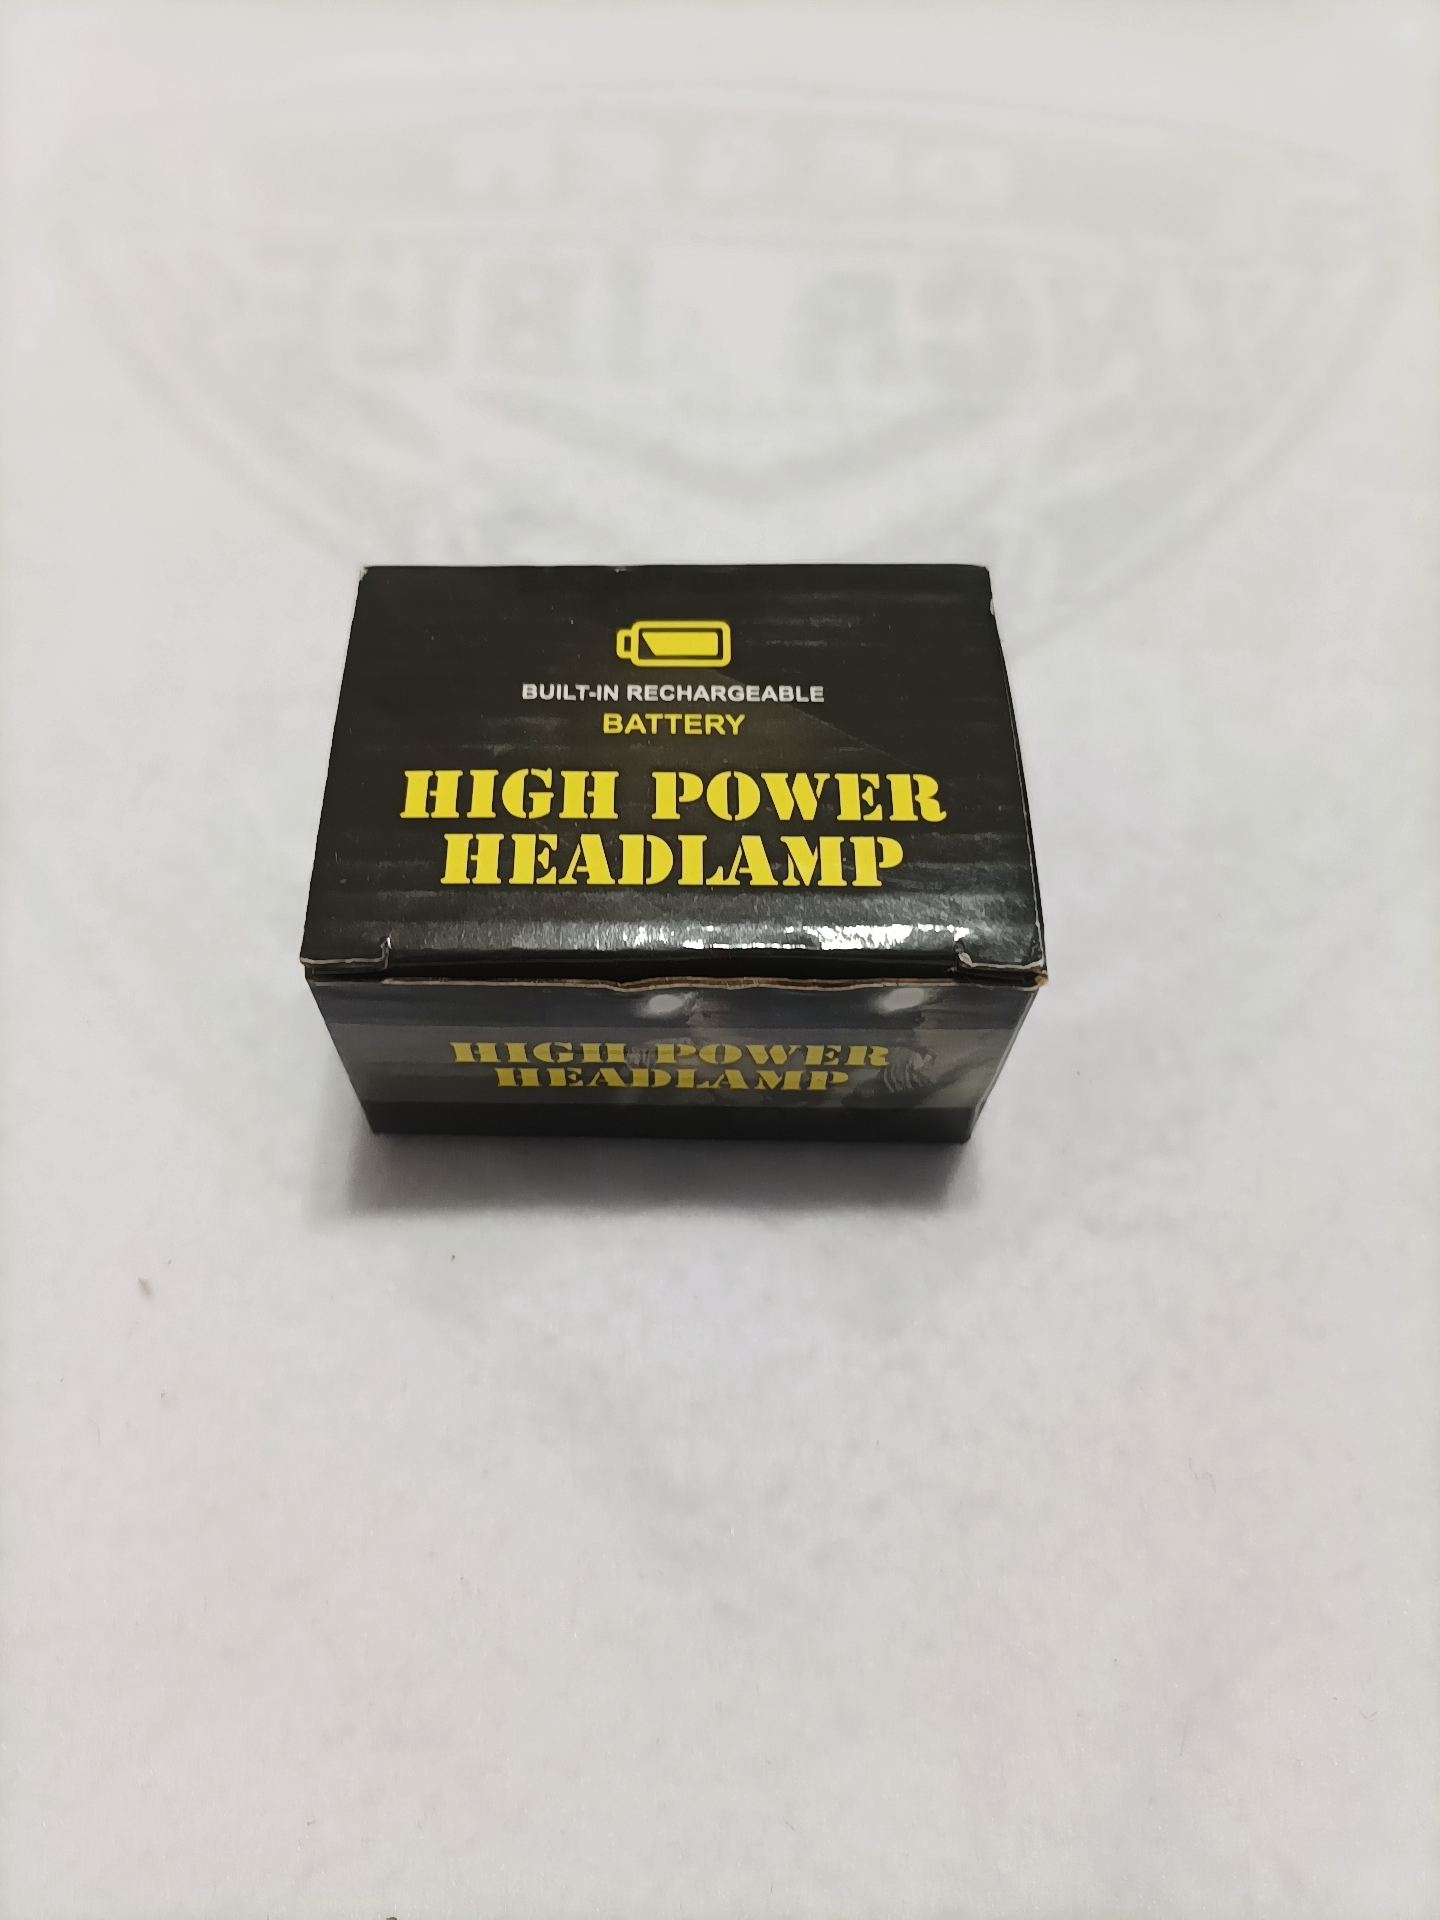 BUILT-IN RECHARGEABLE
BATTERY
HIGH POWER
HEADLAMP
HIGH POWER
HEADLAMP